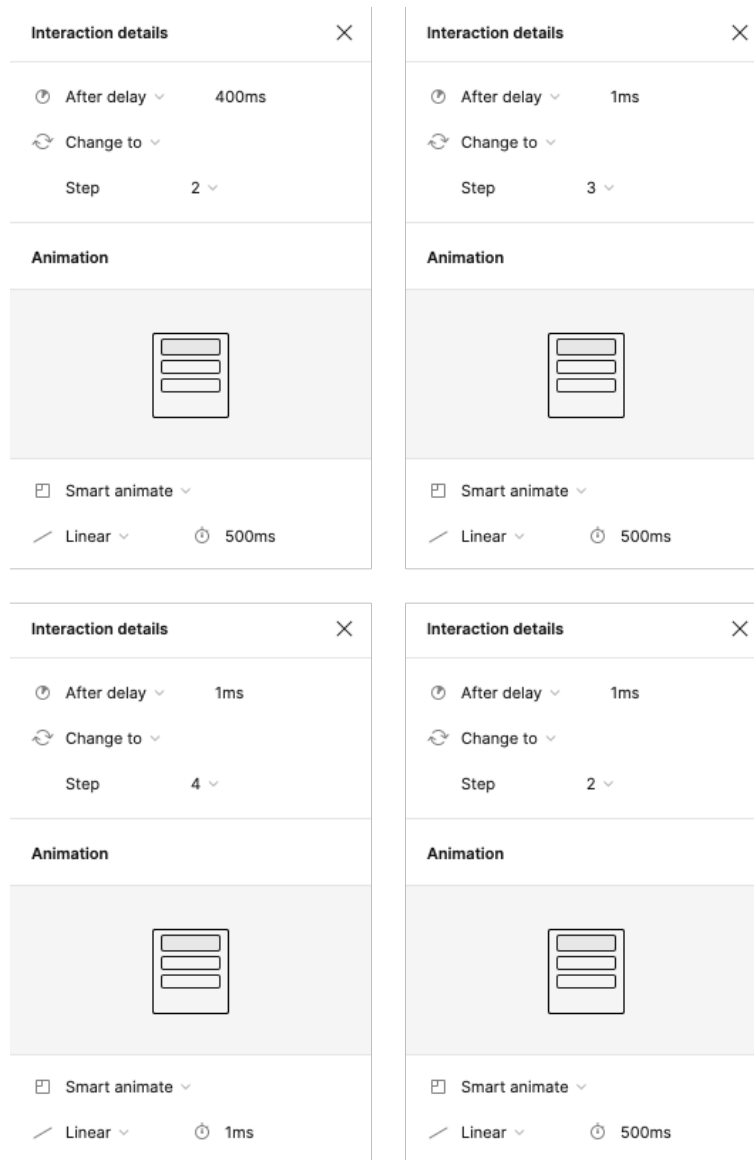 Interaction details
After delay 400ms
Change to
Step 2
Animation
Smart animate
Linear 500ms
Interaction details
After delay 1ms
Change to
Step 3
Animation
Smart animate
Linear 500ms
Interaction details
After delay 1ms
Change to
Step 4
Animation
Smart animate
Linear 1ms
Interaction details
After delay 1ms
Change to
Step 2
Animation
Smart animate
Linear 500ms